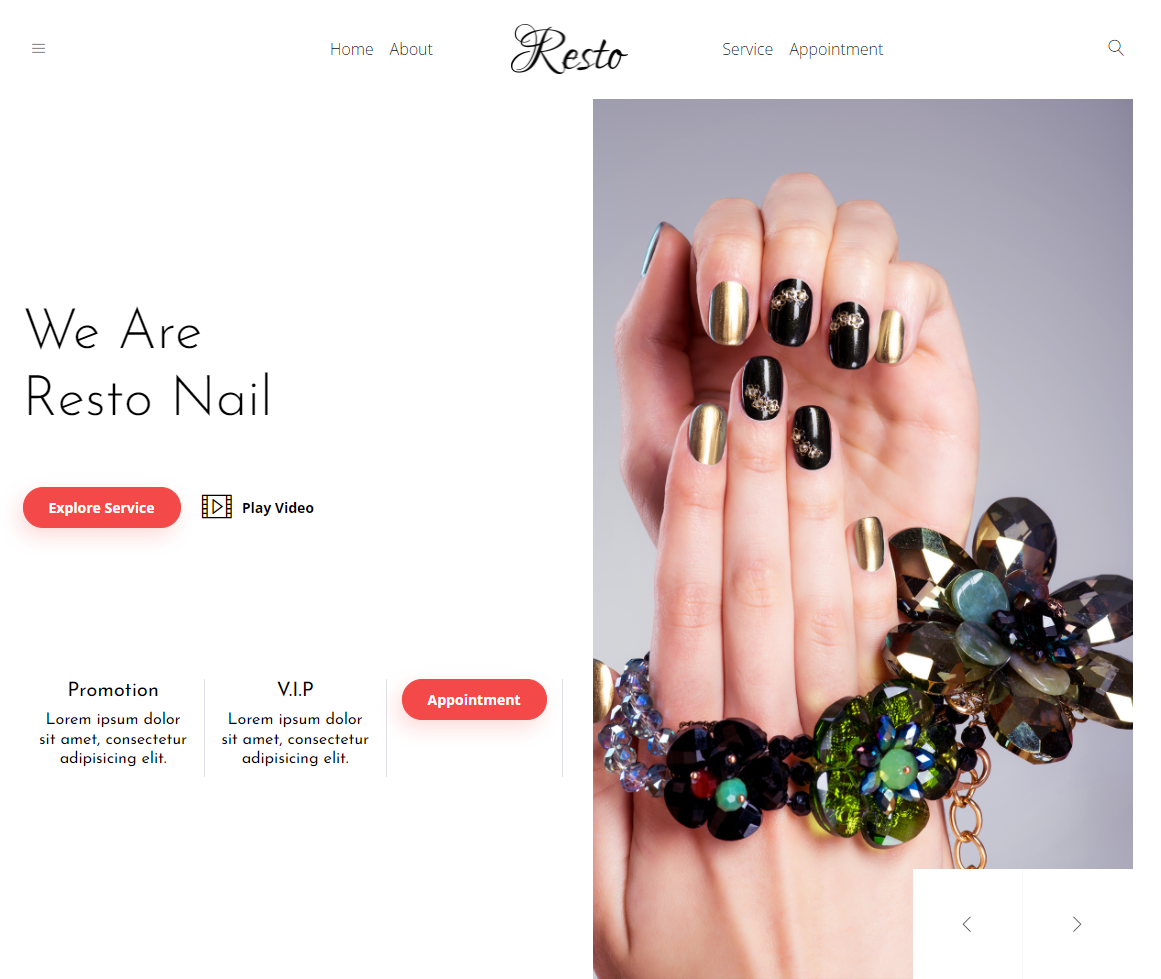 Home About Resto Service Appointment
We Are
Resto Nail
Explore Service Play Video
Promotion
Lorem ipsum dolor
sit amet, consectetur
adipisicing elit.
V.I.P
Lorem ipsum dolor
sit amet, consectetur
adipisicing elit.
Appointment